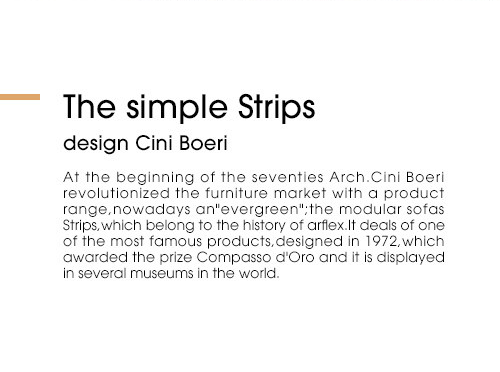 The simple Strips
design Cini Boeri
At the beginning of the seventies Arch.Cini Boeri
revolutionized the furniture market with a product
range,nowadays an"evergreen";the modular sofas
Strips,which belong to the history of arflex.It deals of one
of the most famous products,designed in 1972,which
awarded the prize Compasso d'Oro and it is displayed
in several museums in the world.